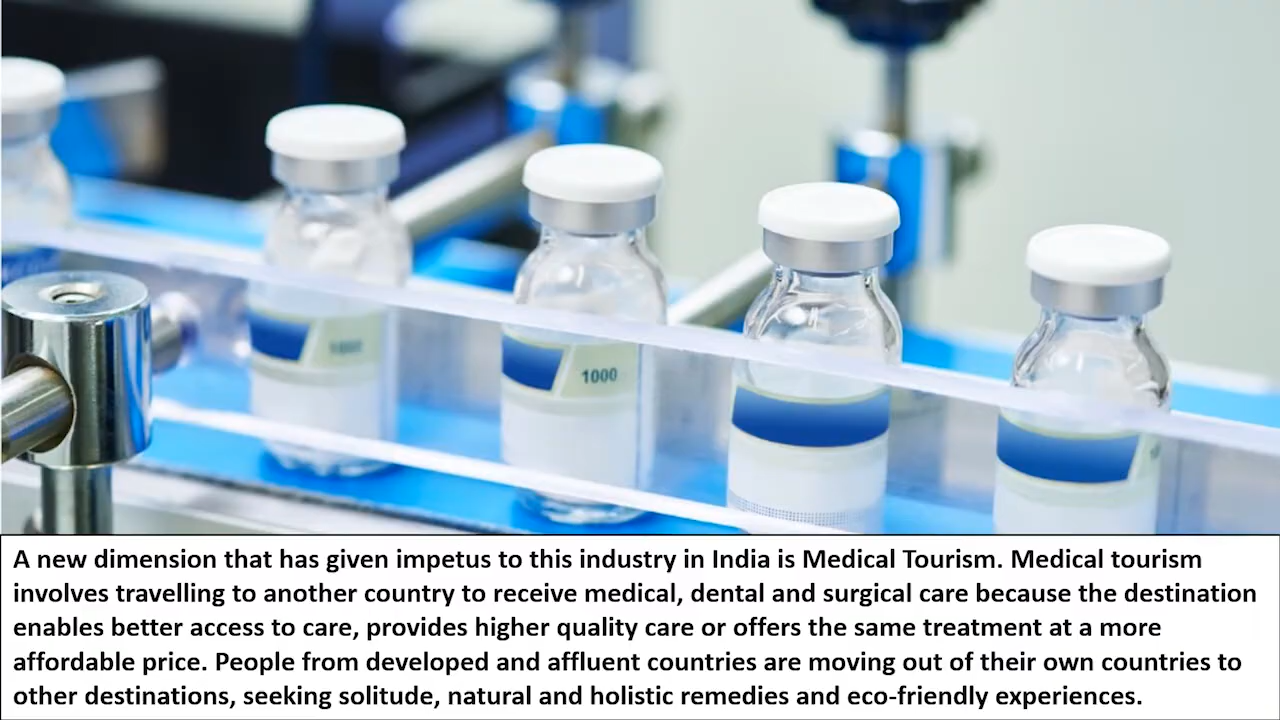 1000
1000
A new dimension that has given impetus to this industry in India is Medical Tourism. Medical tourism
involves travelling to another country to receive medical, dental and surgical care because the destination
enables better access to care, provides higher quality care or offers the same treatment at a more
affordable price. People from developed and affluent countries are moving out of their own countries to
other destinations, seeking solitude, natural and holistic remedies and eco-friendly experiences.